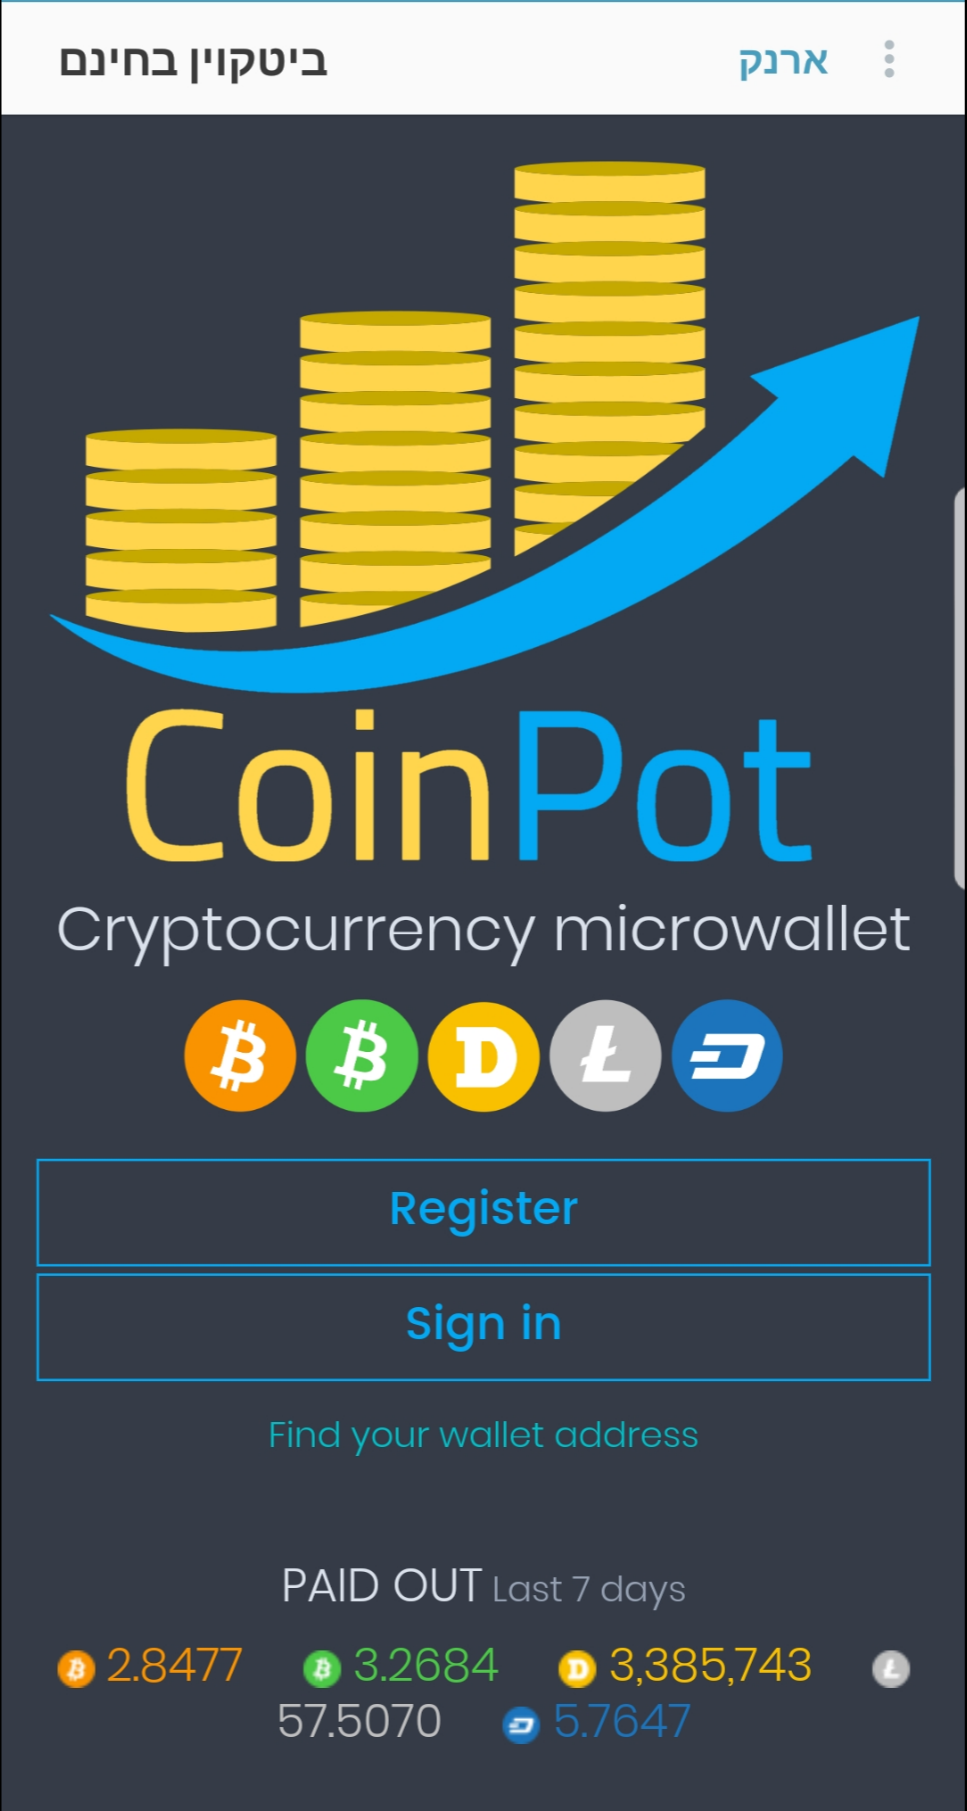 ביטקוין בחינם
ארנק
CoinPot
Cryptocurrency microwallet
Register
Sign in
Find your wallet address
PAID OUT Last 7 days
2.8477 3.2684 3,385,743
57.5070 5.7647